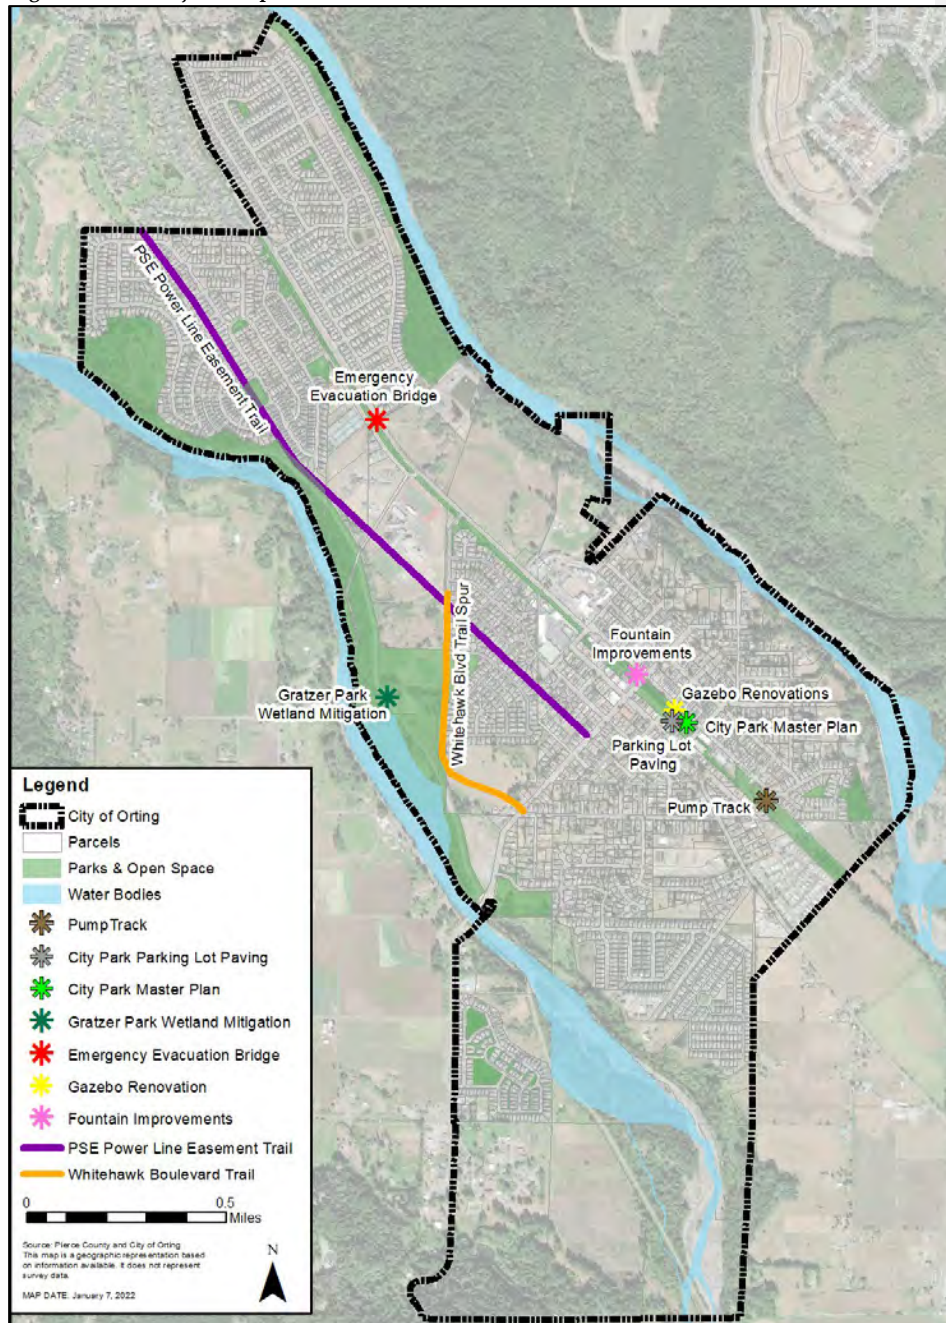 PSE Power Line Easement Trail
Emergency
Evacuation Bridge
Whitehawk Blvd Trail Spur
Fountain
Improvements
Gratzer Park
Wetland Mitigation
Gazebo Renovations
City Park Master Plan
Parking Lot
Paving
Pump Track
Legend
City of Orting
Parcels
Parks & Open Space
Water Bodies
Pump Track
City Park Parking Lot Paving
City Park Master Plan
Gratzer Park Wetland Mitigation
Emergency Evacuation Bridge
Gazebo Renovation
Fountain Improvements
PSE Power Line Easement Trail
Whitehawk Boulevard Trail
0 0.5
Miles
Source: Pierce County and City of Orting
This map is a geographic representation based
on information available. It does not represent
survey data.
N
MAP DATE: January 7, 2022